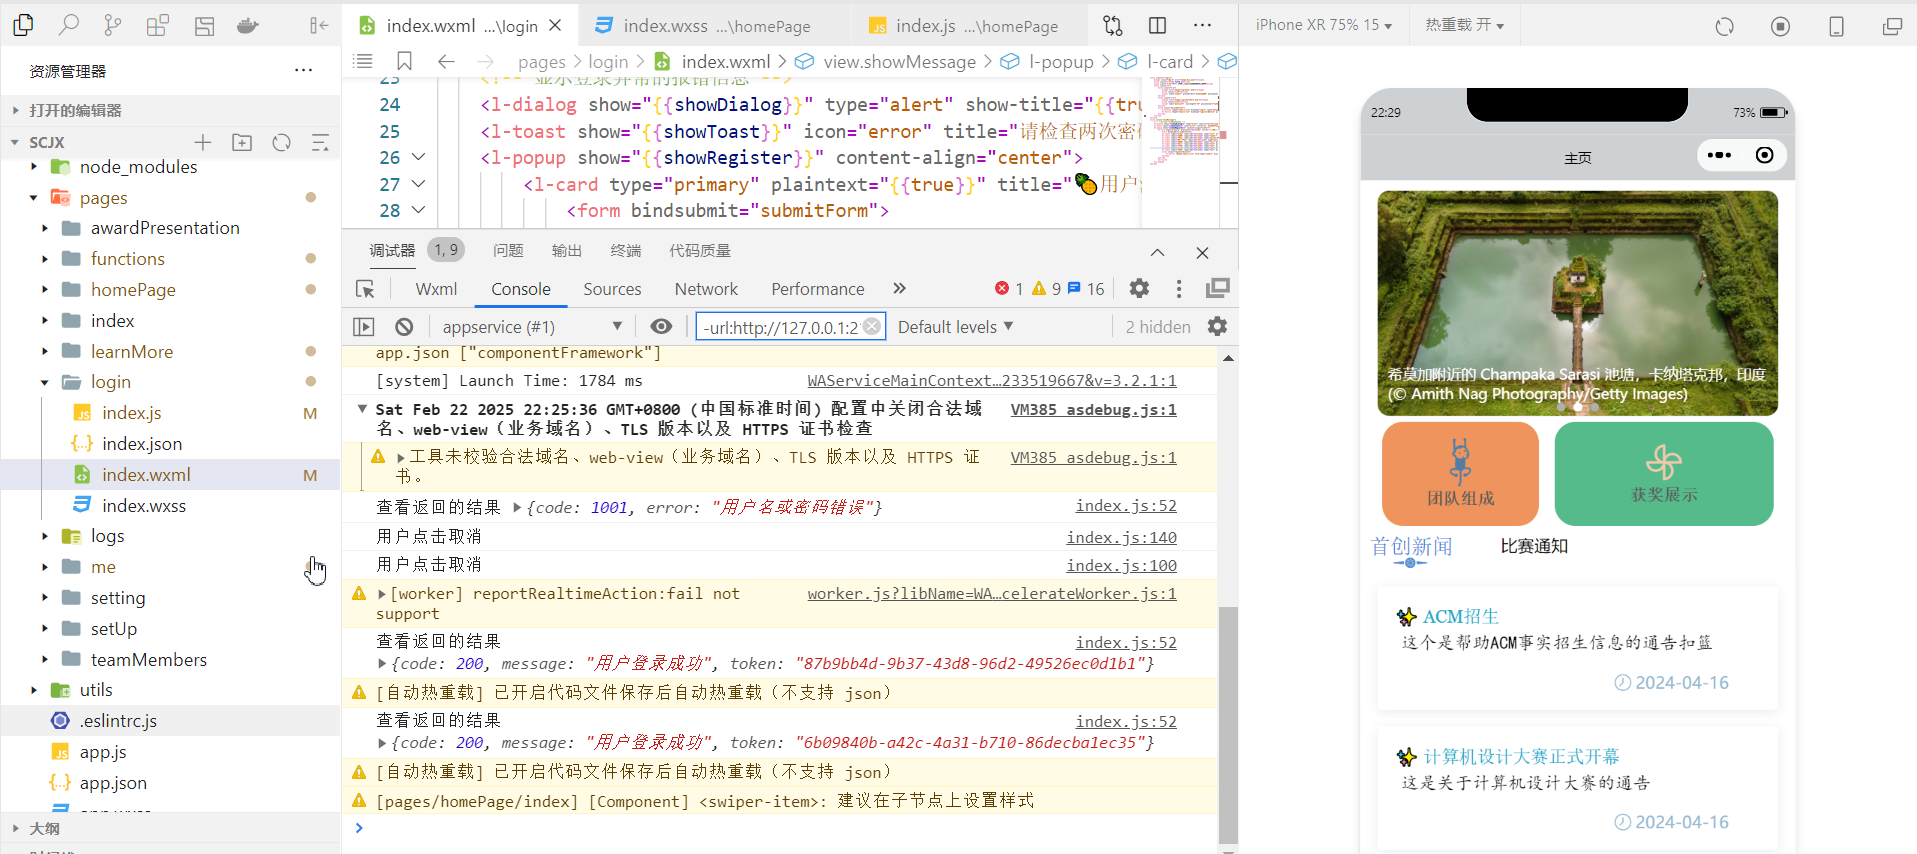 index.wxml ...\login
index.wxss ...\homePage
index.js ...\homePage
iPhone XR 75% 15
热重载 开
资源管理器
打开的编辑器
SCJX
node_modules
pages
awardPresentation
functions
homePage
index
learnMore
login
index.js M
index.json
index.wxml M
index.wxss
logs
me
setting
setUp
teamMembers
utils
.eslintrc.js
app.js
app.json
大纲
pages > login > index.wxml > view.showMessage > l-popup > l-card >
23 <!-- 显示登录异常的报错信息 -->
24 <l-dialog show="{{showDialog}}" type="alert" show-title="{{tru
25 <l-toast show="{{showToast}}" icon="error" title="请检查两次密
26 <l-popup show="{{showRegister}}" content-align="center">
27 <l-card type="primary" plaintext="{{true}}" title="🍍用户
28 <form bindsubmit="submitForm">
调试器 1, 9 问题 输出 终端 代码质量
Wxml Console Sources Network Performance 1 9 16
appservice (#1) -url:http://127.0.0.1:2 Default levels 2 hidden
app.json ["componentFramework"]
[system] Launch Time: 1784 ms WAServiceMainContext…233519667&v=3.2.1:1
Sat Feb 22 2025 22:25:36 GMT+0800 (中国标准时间) 配置中关闭合法域 VM385 asdebug.js:1
名、web-view（业务域名）、TLS 版本以及 HTTPS 证书检查
工具未校验合法域名、web-view（业务域名）、TLS 版本以及 HTTPS 证 VM385 asdebug.js:1
书。
查看返回的结果 {code: 1001, error: "用户名或密码错误"} index.js:52
用户点击取消 index.js:140
用户点击取消 index.js:100
[worker] reportRealtimeAction:fail not worker.js?libName=WA…celerateWorker.js:1
support
查看返回的结果 index.js:52
{code: 200, message: "用户登录成功", token: "87b9bb4d-9b37-43d8-96d2-49526ec0d1b1"}
[自动热重载] 已开启代码文件保存后自动热重载（不支持 json）
查看返回的结果 index.js:52
{code: 200, message: "用户登录成功", token: "6b09840b-a42c-4a31-b710-86decba1ec35"}
[自动热重载] 已开启代码文件保存后自动热重载（不支持 json）
[pages/homePage/index] [Component] <swiper-item>: 建议在子节点上设置样式
22:29 73%
主页
希莫加附近的 Champaka Sarasi 池塘，卡纳塔克邦，印度
(© Amith Nag Photography/Getty Images)
团队组成
获奖展示
首创新闻 比赛通知
ACM招生
这个是帮助ACM事实招生信息的通告扣篮
2024-04-16
计算机设计大赛正式开幕
这是关于计算机设计大赛的通告
2024-04-16